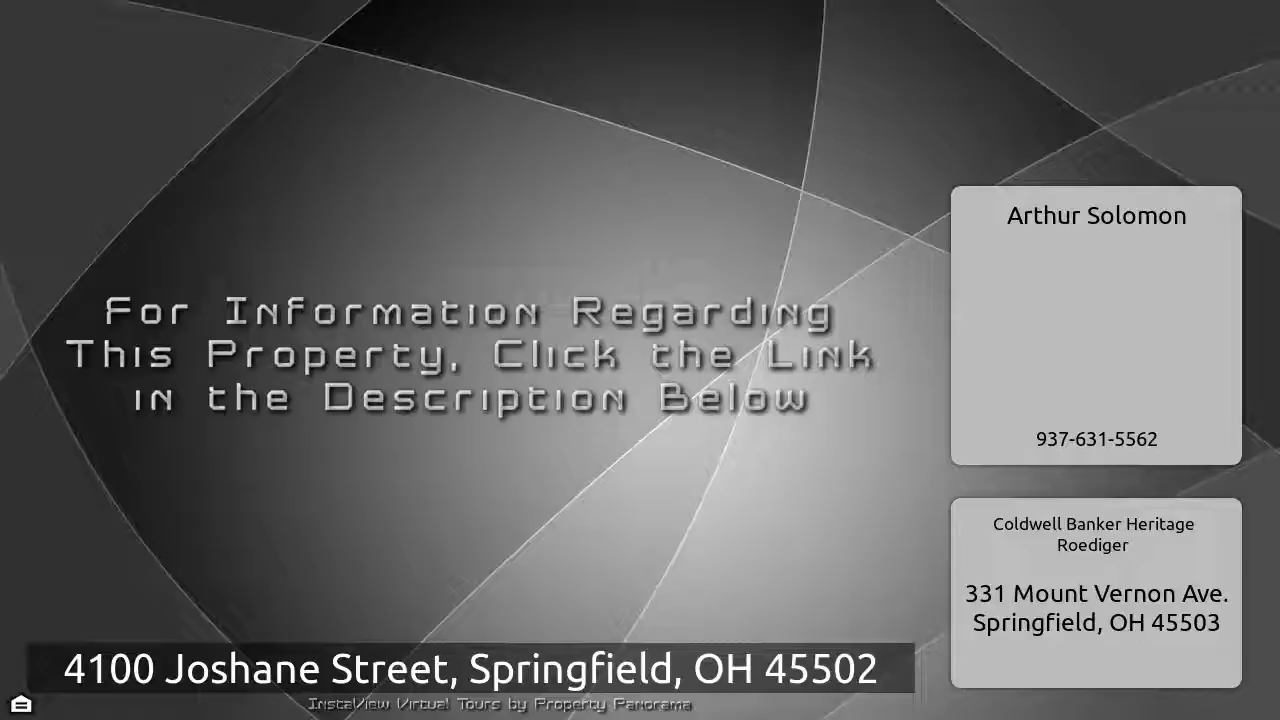 For Information Regarding
This Property, Click the Link
in the Description Below
Arthur Solomon
937-631-5562
Coldwell Banker Heritage
Roediger
331 Mount Vernon Ave.
Springfield, OH 45503
4100 Joshane Street, Springfield, OH 45502
InstaView Virtual Tours by Property Panorama